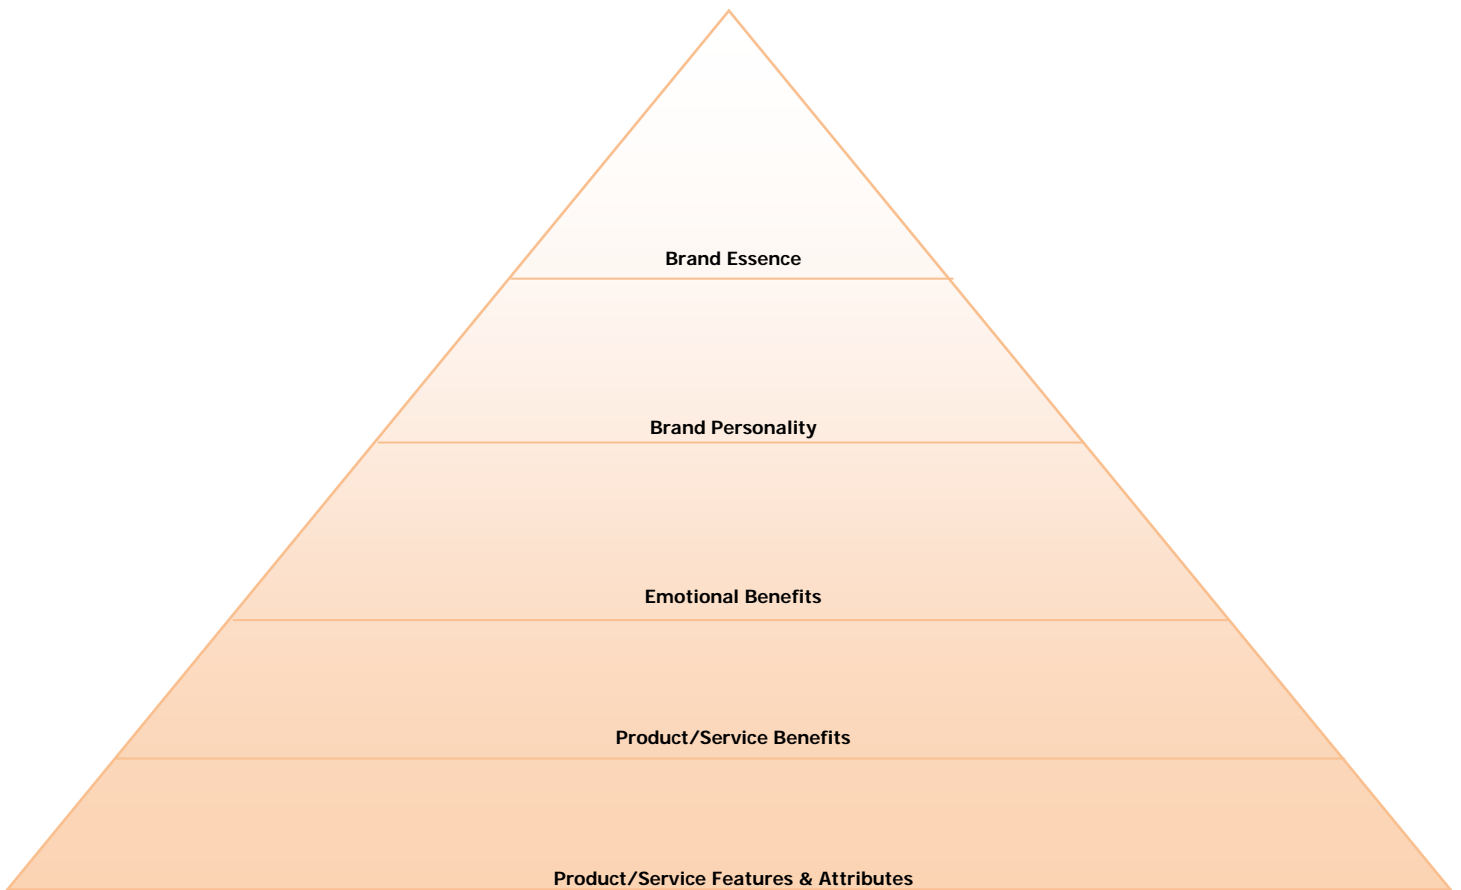 Brand Essence
Brand Personality
Emotional Benefits
Product/Service Benefits
Product/Service Features & Attributes